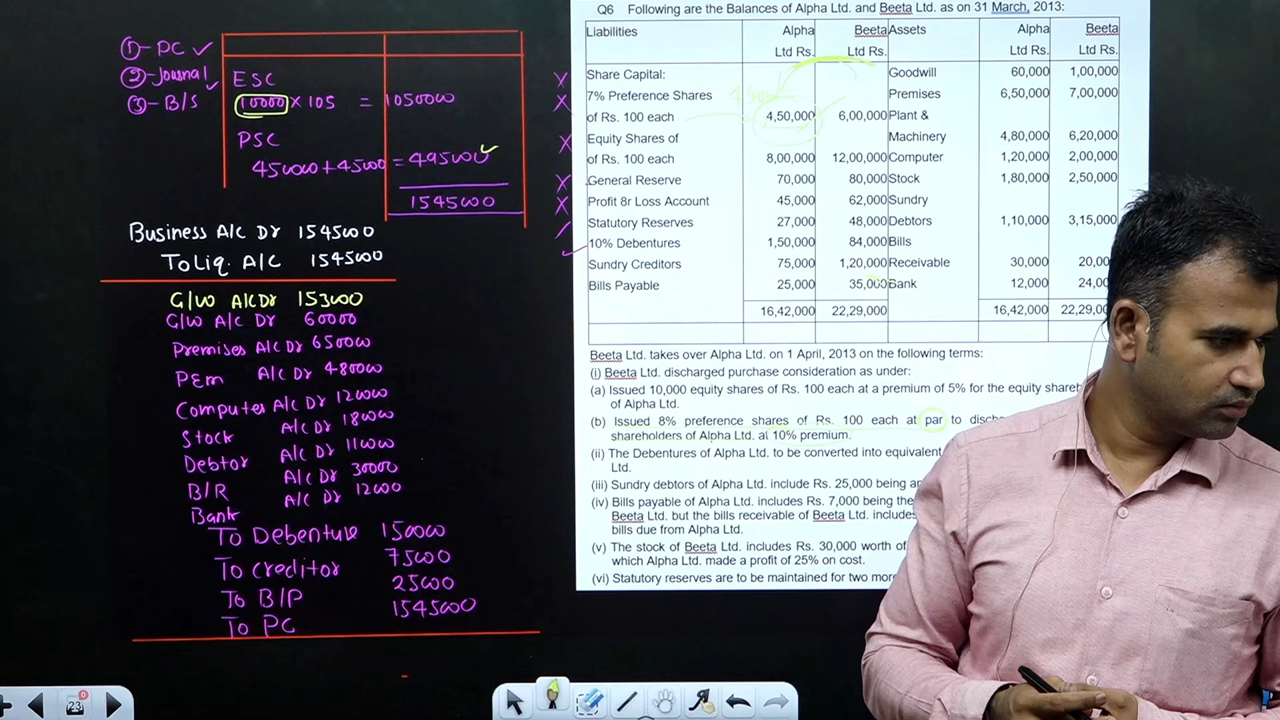 ① - PC ✓
② - Journal ✓
③ - B/S
ESC
10000 × 105 = 1050000
PSC
450000 + 45000 = 495000 ✓
1545000
Business A/c Dr 1545000
To Liq. A/C 1545000
G/W A/c Dr 153000
G/W A/c Dr 60000
Premises A/c Dr 650000
P&M A/c Dr 480000
Computer A/c Dr 120000
Stock A/c Dr 180000
Debtor A/c Dr 110000
B/R A/c Dr 30000
Bank A/c Dr 12000
To Debenture 150000
To Creditor 75000
To B/P 25000
To PC 1545000
Q6 Following are the Balances of Alpha Ltd. and Beeta Ltd. as on 31 March, 2013:
Liabilities Alpha Ltd Rs. Beeta Ltd Rs. Assets Alpha Ltd Rs. Beeta Ltd Rs.
Share Capital: Goodwill 60,000 1,00,000
7% Preference Shares Premises 6,50,000 7,00,000
of Rs. 100 each 4,50,000 6,00,000 Plant &
Equity Shares of Machinery 4,80,000 6,20,000
of Rs. 100 each 8,00,000 12,00,000 Computer 1,20,000 2,00,000
General Reserve 70,000 80,000 Stock 1,80,000 2,50,000
Profit 8r Loss Account 45,000 62,000 Sundry
Statutory Reserves 27,000 48,000 Debtors 1,10,000 3,15,000
10% Debentures 1,50,000 84,000 Bills
Sundry Creditors 75,000 1,20,000 Receivable 30,000 20,00
Bills Payable 25,000 35,000 Bank 12,000 24,00
16,42,000 22,29,000 16,42,000 22,29,00
Beeta Ltd. takes over Alpha Ltd. on 1 April, 2013 on the following terms:
(i) Beeta Ltd. discharged purchase consideration as under:
(a) Issued 10,000 equity shares of Rs. 100 each at a premium of 5% for the equity shareh
of Alpha Ltd.
(b) Issued 8% preference shares of Rs. 100 each at par to disch
shareholders of Alpha Ltd. at 10% premium.
(ii) The Debentures of Alpha Ltd. to be converted into equivalent
Ltd.
(iii) Sundry debtors of Alpha Ltd. include Rs. 25,000 being
(iv) Bills payable of Alpha Ltd. includes Rs. 7,000 being the
Beeta Ltd. but the bills receivable of Beeta Ltd. includes
bills due from Alpha Ltd.
(v) The stock of Beeta Ltd. includes Rs. 30,000 worth of
which Alpha Ltd. made a profit of 25% on cost.
(vi) Statutory reserves are to be maintained for two more
23